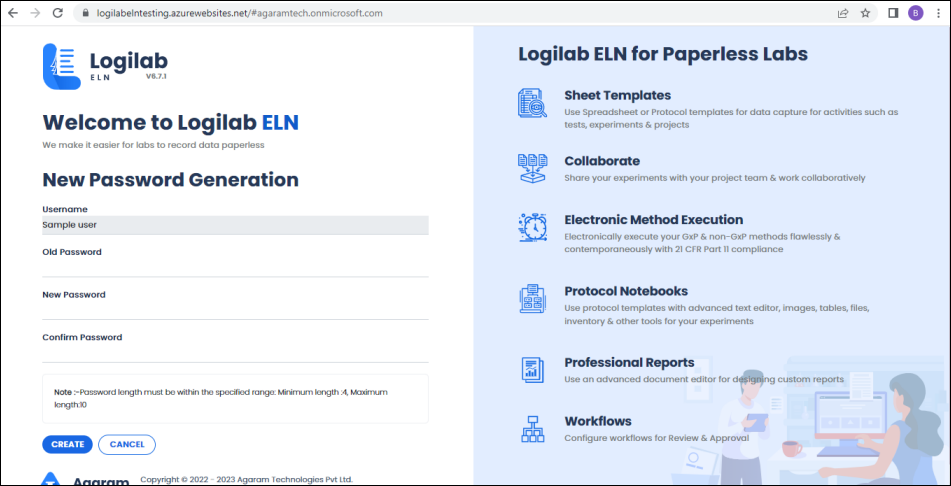 logilabelntesting.azurewebsites.net/#agaramtech.onmicrosoft.com
B
Logilab
ELN
V6.7.1
Welcome to Logilab ELN
We make it easier for labs to record data paperless
New Password Generation
Username
Sample user
Old Password
New Password
Confirm Password
Note :-Password length must be within the specified range: Minimum length :4, Maximum
length:10
CREATE
CANCEL
Agaram
Copyright © 2022 - 2023 Agaram Technologies Pvt Ltd.
Logilab ELN for Paperless Labs
Sheet Templates
Use Spreadsheet or Protocol templates for data capture for activities such as
tests, experiments & projects
Collaborate
Share your experiments with your project team & work collaboratively
Electronic Method Execution
Electronically execute your GxP & non-GxP methods flawlessly &
contemporaneously with 21 CFR Part 11 compliance
Protocol Notebooks
Use protocol templates with advanced text editor, images, tables, files,
inventory & other tools for your experiments
Professional Reports
Use an advanced document editor for designing custom reports
Workflows
Configure workflows for Review & Approval